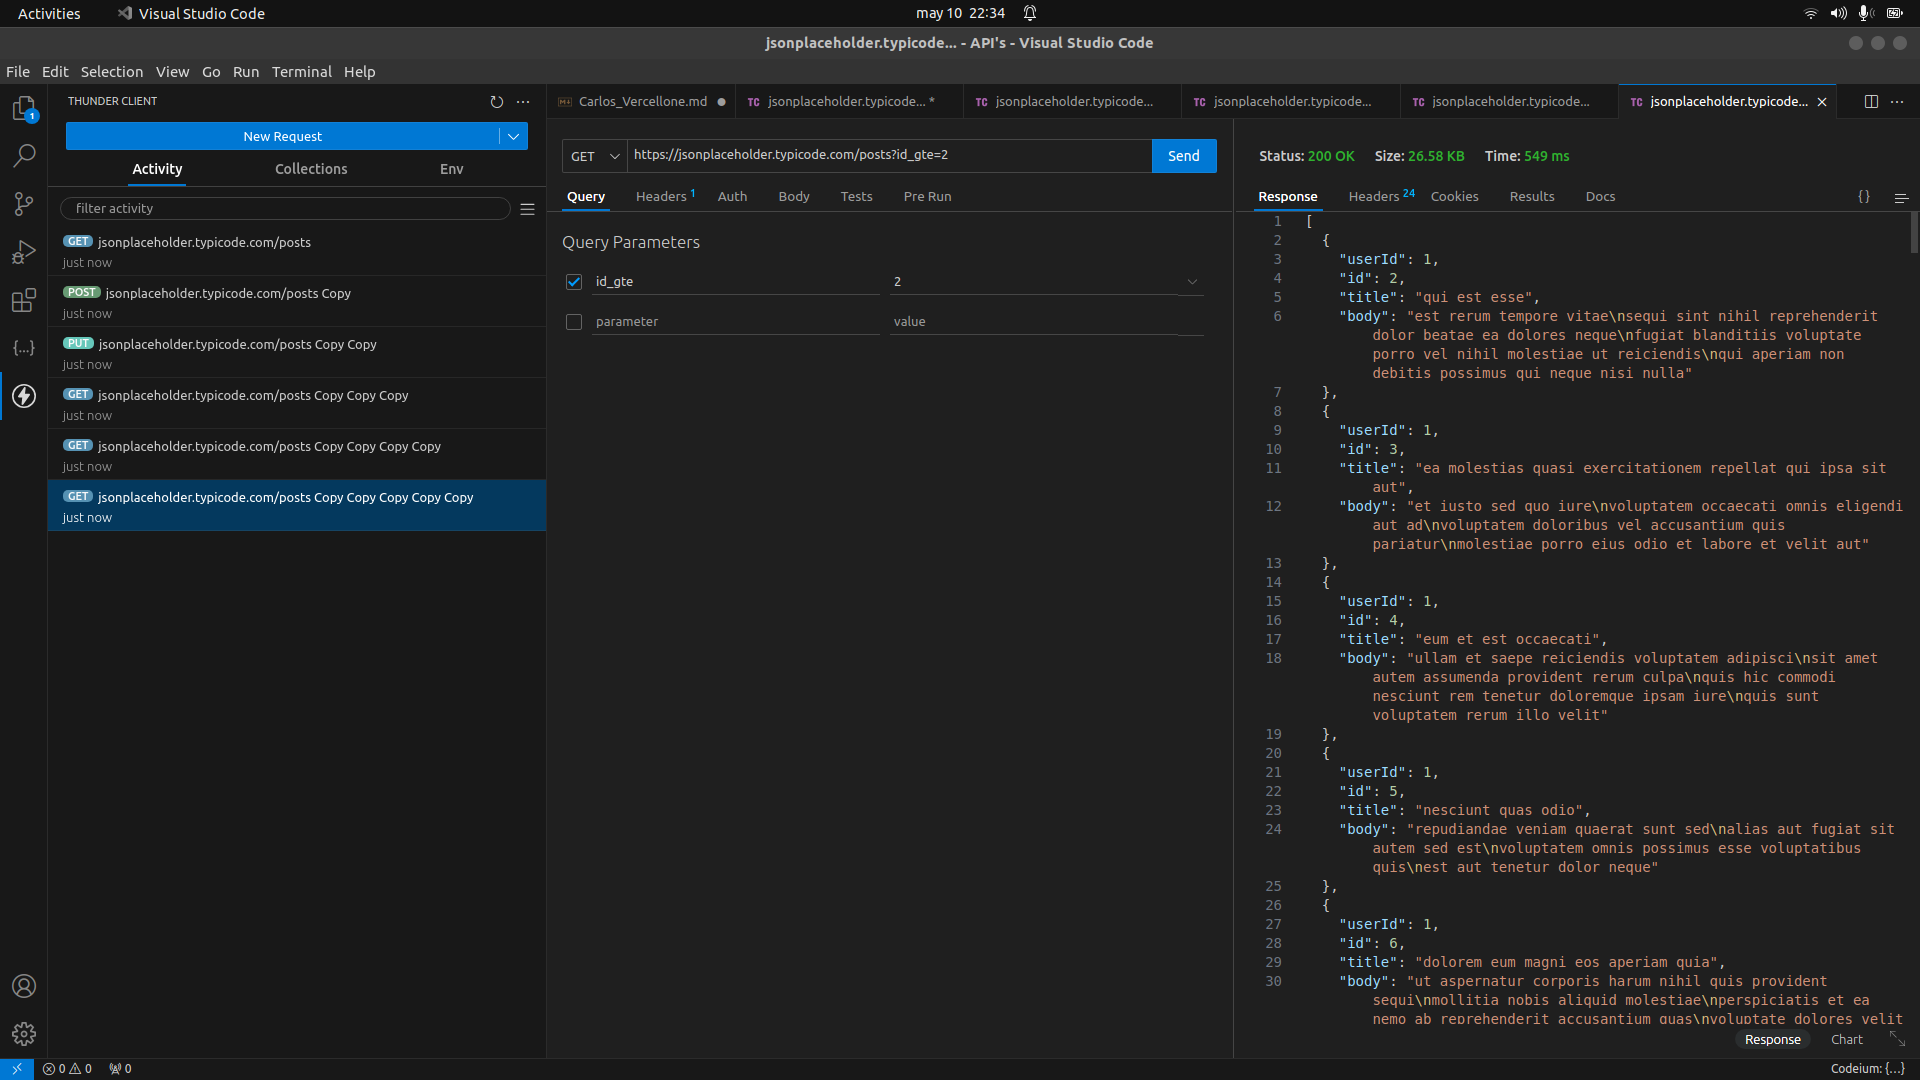 Activities
Visual Studio Code
may 10 22:34
jsonplaceholder.typicode... - API's - Visual Studio Code
File Edit Selection View Go Run Terminal Help
1
THUNDER CLIENT
New Request
Activity Collections Env
filter activity
GET jsonplaceholder.typicode.com/posts
just now
POST jsonplaceholder.typicode.com/posts Copy
just now
PUT jsonplaceholder.typicode.com/posts Copy Copy
just now
GET jsonplaceholder.typicode.com/posts Copy Copy Copy
just now
GET jsonplaceholder.typicode.com/posts Copy Copy Copy Copy
just now
GET jsonplaceholder.typicode.com/posts Copy Copy Copy Copy Copy
just now
Carlos_Vercellone.md
TC jsonplaceholder.typicode... *
TC jsonplaceholder.typicode...
TC jsonplaceholder.typicode...
TC jsonplaceholder.typicode...
TC jsonplaceholder.typicode...
GET https://jsonplaceholder.typicode.com/posts?id_gte=2 Send
Query Headers 1 Auth Body Tests Pre Run
Query Parameters
id_gte 2
parameter value
Status: 200 OK Size: 26.58 KB Time: 549 ms
Response Headers 24 Cookies Results Docs {}
1 [
2 {
3 "userId": 1,
4 "id": 2,
5 "title": "qui est esse",
6 "body": "est rerum tempore vitae\nsequi sint nihil reprehenderit
dolor beatae ea dolores neque\nfugiat blanditiis voluptate
porro vel nihil molestiae ut reiciendis\nqui aperiam non
debitis possimus qui neque nisi nulla"
7 },
8 {
9 "userId": 1,
10 "id": 3,
11 "title": "ea molestias quasi exercitationem repellat qui ipsa sit
aut",
12 "body": "et iusto sed quo iure\nvoluptatem occaecati omnis eligendi
aut ad\nvoluptatem doloribus vel accusantium quis
pariatur\nmolestiae porro eius odio et labore et velit aut"
13 },
14 {
15 "userId": 1,
16 "id": 4,
17 "title": "eum et est occaecati",
18 "body": "ullam et saepe reiciendis voluptatem adipisci\nsit amet
autem assumenda provident rerum culpa\nquis hic commodi
nesciunt rem tenetur doloremque ipsam iure\nquis sunt
voluptatem rerum illo velit"
19 },
20 {
21 "userId": 1,
22 "id": 5,
23 "title": "nesciunt quas odio",
24 "body": "repudiandae veniam quaerat sunt sed\nalias aut fugiat sit
autem sed est\nvoluptatem omnis possimus esse voluptatibus
quis\nest aut tenetur dolor neque"
25 },
26 {
27 "userId": 1,
28 "id": 6,
29 "title": "dolorem eum magni eos aperiam quia",
30 "body": "ut aspernatur corporis harum nihil quis provident
sequi\nmollitia nobis aliquid molestiae\nperspiciatis et ea
nemo ab reprehenderit accusantium quas\nvoluptate dolores velit
Response Chart
0 0 0
Codeium: {...}